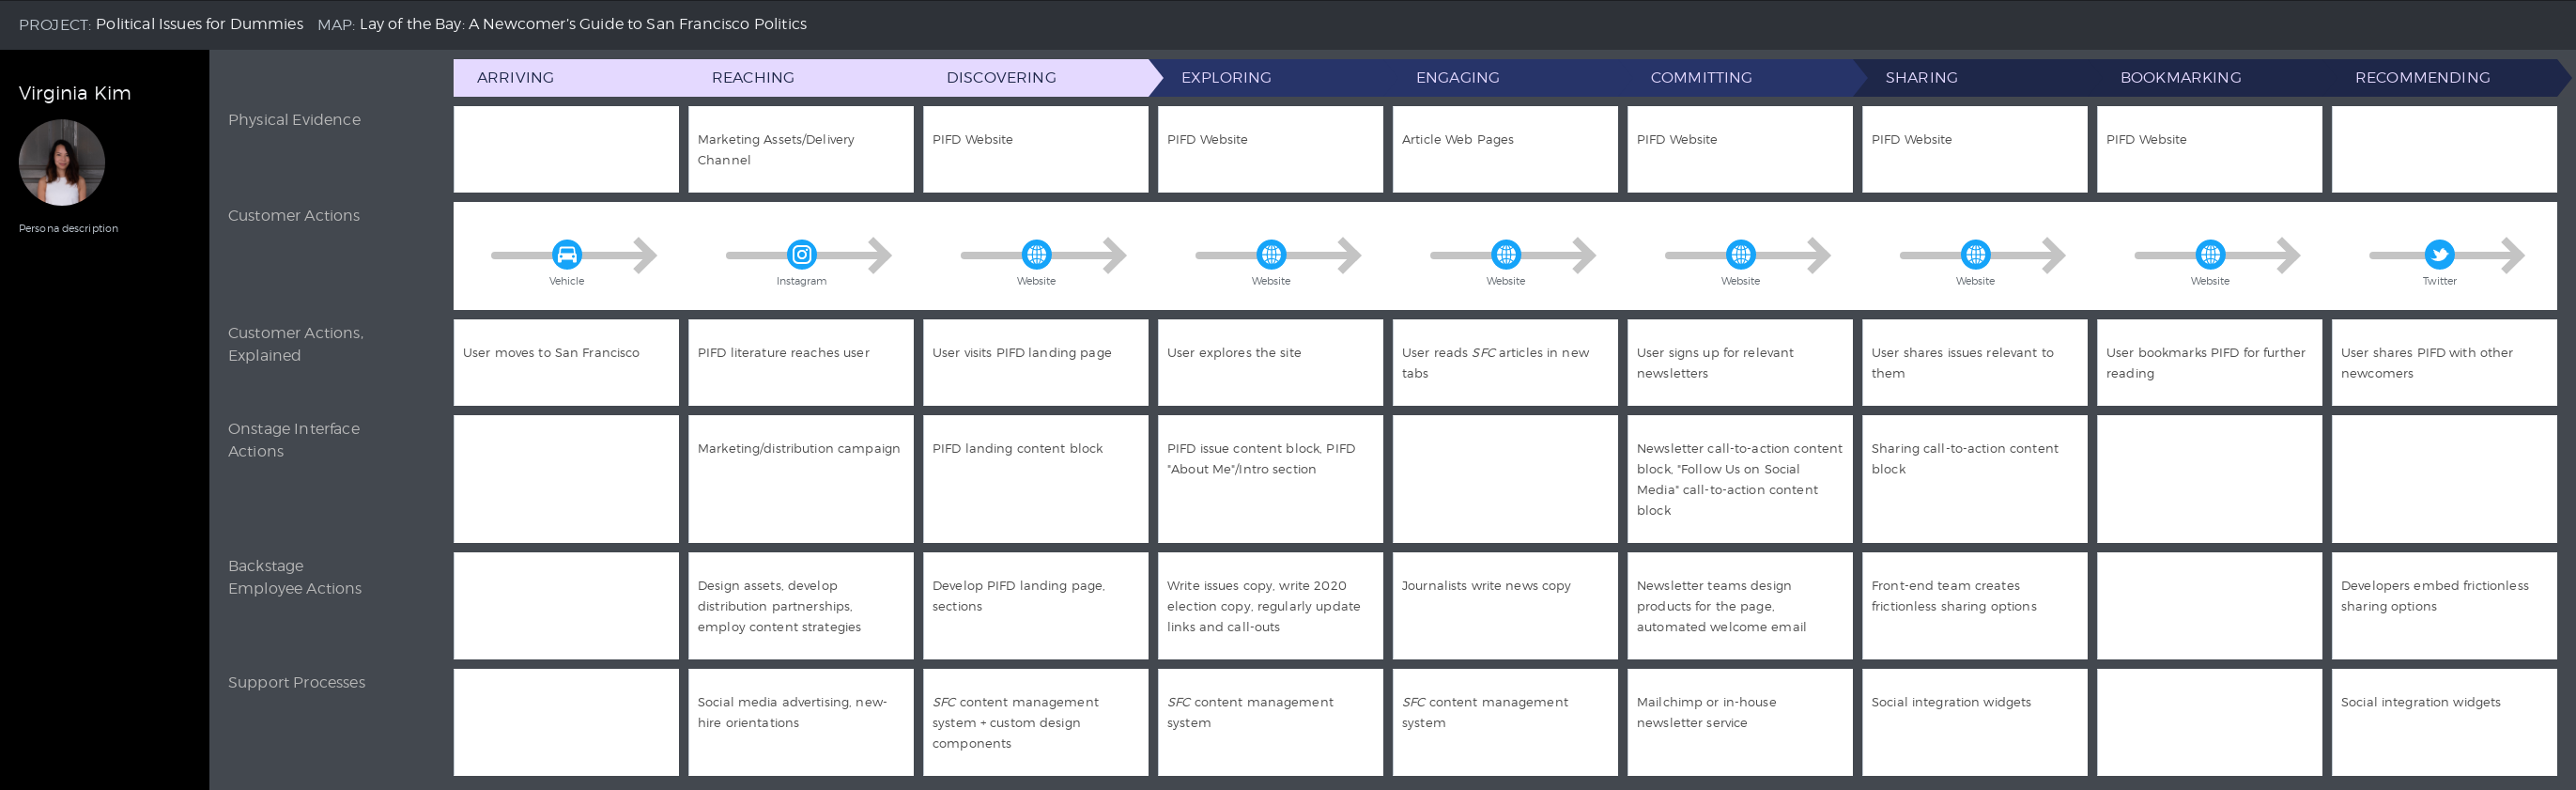 PROJECT: Political Issues for Dummies MAP: Lay of the Bay: A Newcomer's Guide to San Francisco Politics
Virginia Kim
Persona description
ARRIVING
REACHING
DISCOVERING
EXPLORING
ENGAGING
COMMITTING
SHARING
BOOKMARKING
RECOMMENDING
Physical Evidence
Marketing Assets/Delivery
Channel
PIFD Website
PIFD Website
Article Web Pages
PIFD Website
PIFD Website
PIFD Website
Customer Actions
Vehicle
Instagram
Website
Website
Website
Website
Website
Website
Twitter
Customer Actions,
Explained
User moves to San Francisco
PIFD literature reaches user
User visits PIFD landing page
User explores the site
User reads SFC articles in new
tabs
User signs up for relevant
newsletters
User shares issues relevant to
them
User bookmarks PIFD for further
reading
User shares PIFD with other
newcomers
Onstage Interface
Actions
Marketing/distribution campaign
PIFD landing content block
PIFD issue content block, PIFD
"About Me"/Intro section
Newsletter call-to-action content
block, "Follow Us on Social
Media" call-to-action content
block
Sharing call-to-action content
block
Backstage
Employee Actions
Design assets, develop
distribution partnerships,
employ content strategies
Develop PIFD landing page,
sections
Write issues copy, write 2020
election copy, regularly update
links and call-outs
Journalists write news copy
Newsletter teams design
products for the page,
automated welcome email
Front-end team creates
frictionless sharing options
Developers embed frictionless
sharing options
Support Processes
Social media advertising, new-
hire orientations
SFC content management
system + custom design
components
SFC content management
system
SFC content management
system
Mailchimp or in-house
newsletter service
Social integration widgets
Social integration widgets